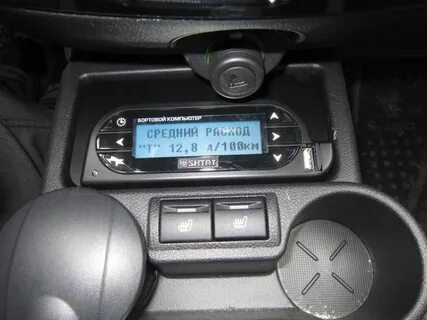 БОРТОВОЙ КОМПЬЮТЕР
СРЕДНИЙ РАСХОД
"Т" 12,8 л/100км
ШТАТ